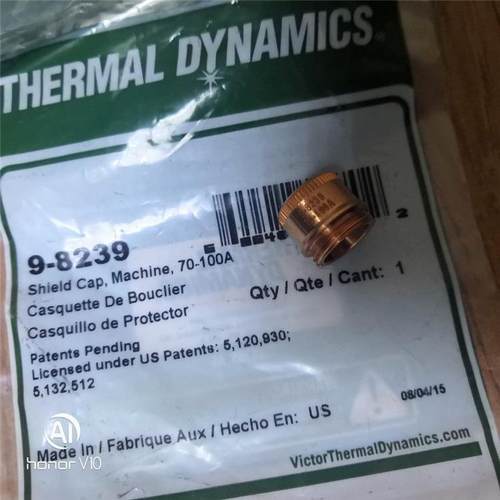 THERMAL DYNAMICS
9-8239
Shield Cap, Machine, 70-100A
Casquette De Bouclier
Casquillo de Protector
Qty / Qte / Cant: 1
Patents Pending
Licensed under US Patents: 5,120,930;
5,132,512
08/04/15
Made In / Fabrique Aux / Hecho En: US
VictorThermalDynamics.com
AI
honor V10